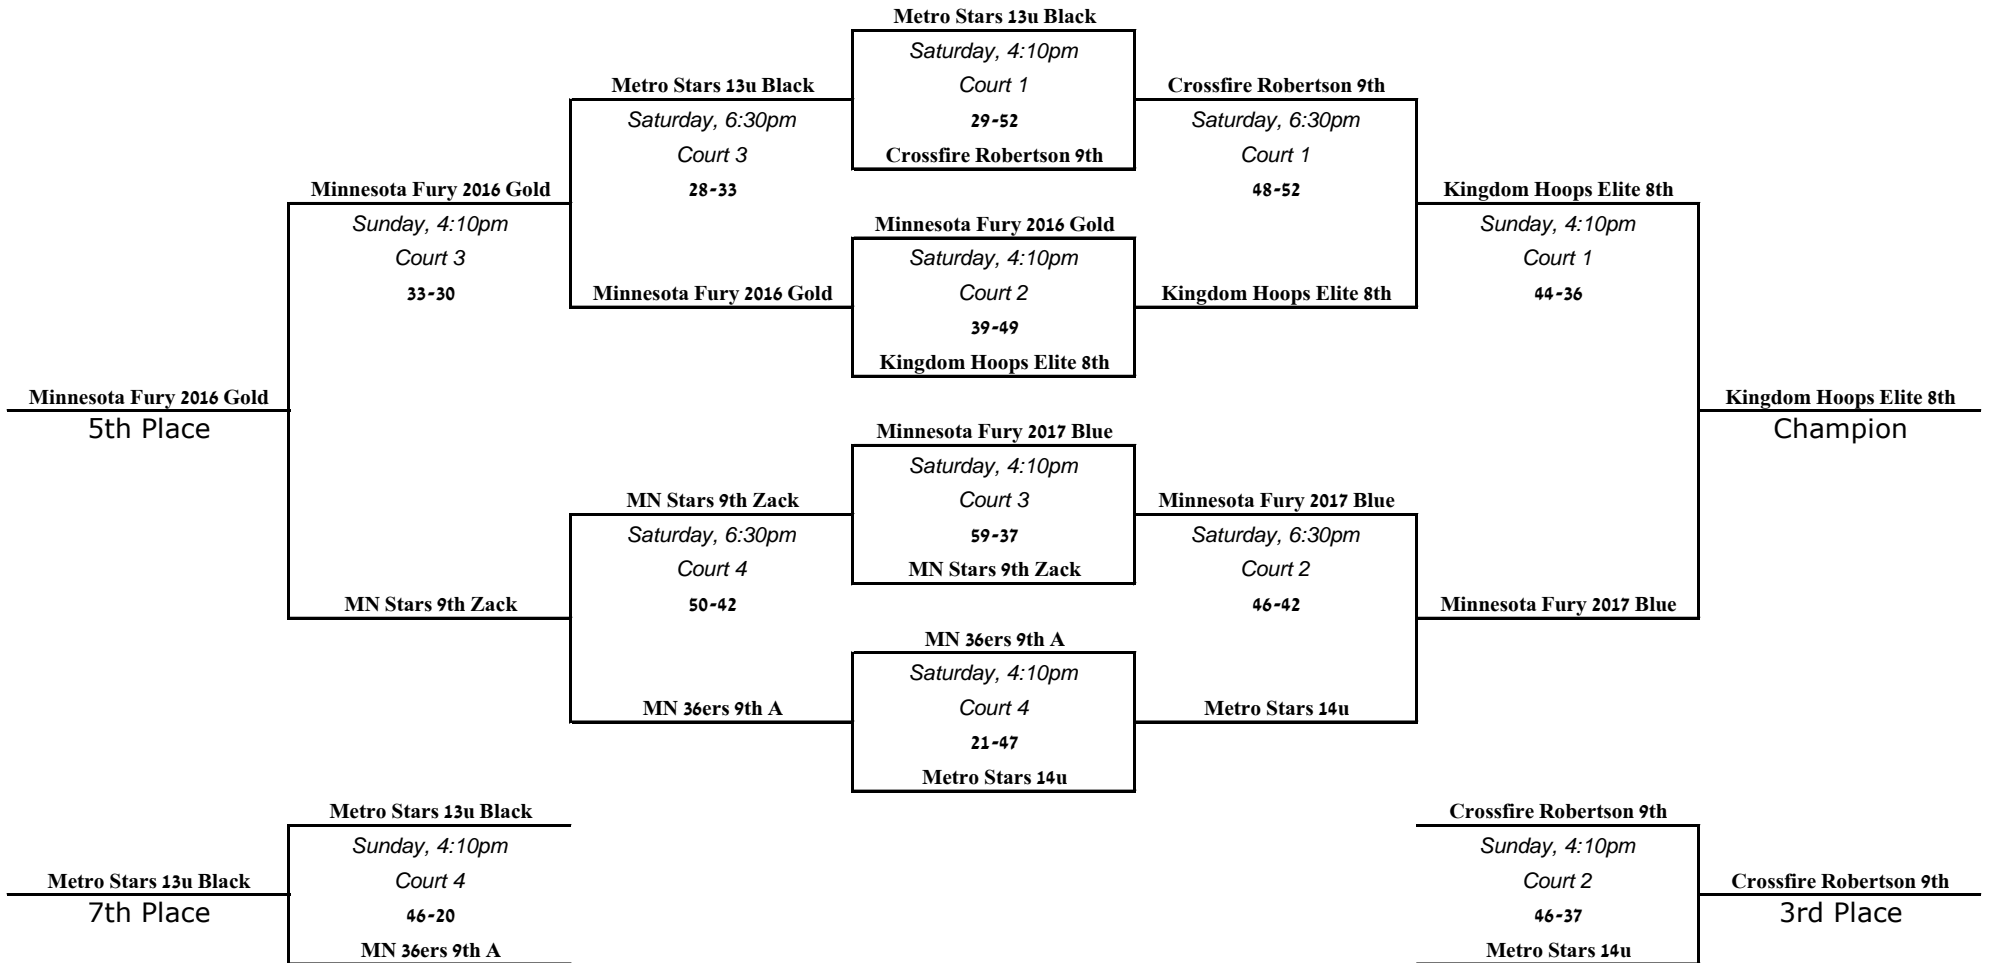 Metro Stars 13u Black
Saturday, 4:10pm
Metro Stars 13u Black
Court 1
Crossfire Robertson 9th
Saturday, 6:30pm
29-52
Saturday, 6:30pm
Court 3
Crossfire Robertson 9th
Court 1
Minnesota Fury 2016 Gold
28-33
48-52
Kingdom Hoops Elite 8th
Sunday, 4:10pm
Minnesota Fury 2016 Gold
Sunday, 4:10pm
Court 3
Saturday, 4:10pm
Court 1
33-30
Minnesota Fury 2016 Gold
Court 2
Kingdom Hoops Elite 8th
44-36
39-49
Kingdom Hoops Elite 8th
Minnesota Fury 2016 Gold
Kingdom Hoops Elite 8th
5th Place
Minnesota Fury 2017 Blue
Champion
Saturday, 4:10pm
MN Stars 9th Zack
Court 3
Minnesota Fury 2017 Blue
Saturday, 6:30pm
59-37
Saturday, 6:30pm
Court 4
MN Stars 9th Zack
Court 2
MN Stars 9th Zack
50-42
46-42
Minnesota Fury 2017 Blue
MN 36ers 9th A
Saturday, 4:10pm
MN 36ers 9th A
Court 4
Metro Stars 14u
21-47
Metro Stars 14u
Metro Stars 13u Black
Crossfire Robertson 9th
Sunday, 4:10pm
Sunday, 4:10pm
Metro Stars 13u Black
Court 4
Court 2
Crossfire Robertson 9th
7th Place
46-20
46-37
3rd Place
MN 36ers 9th A
Metro Stars 14u